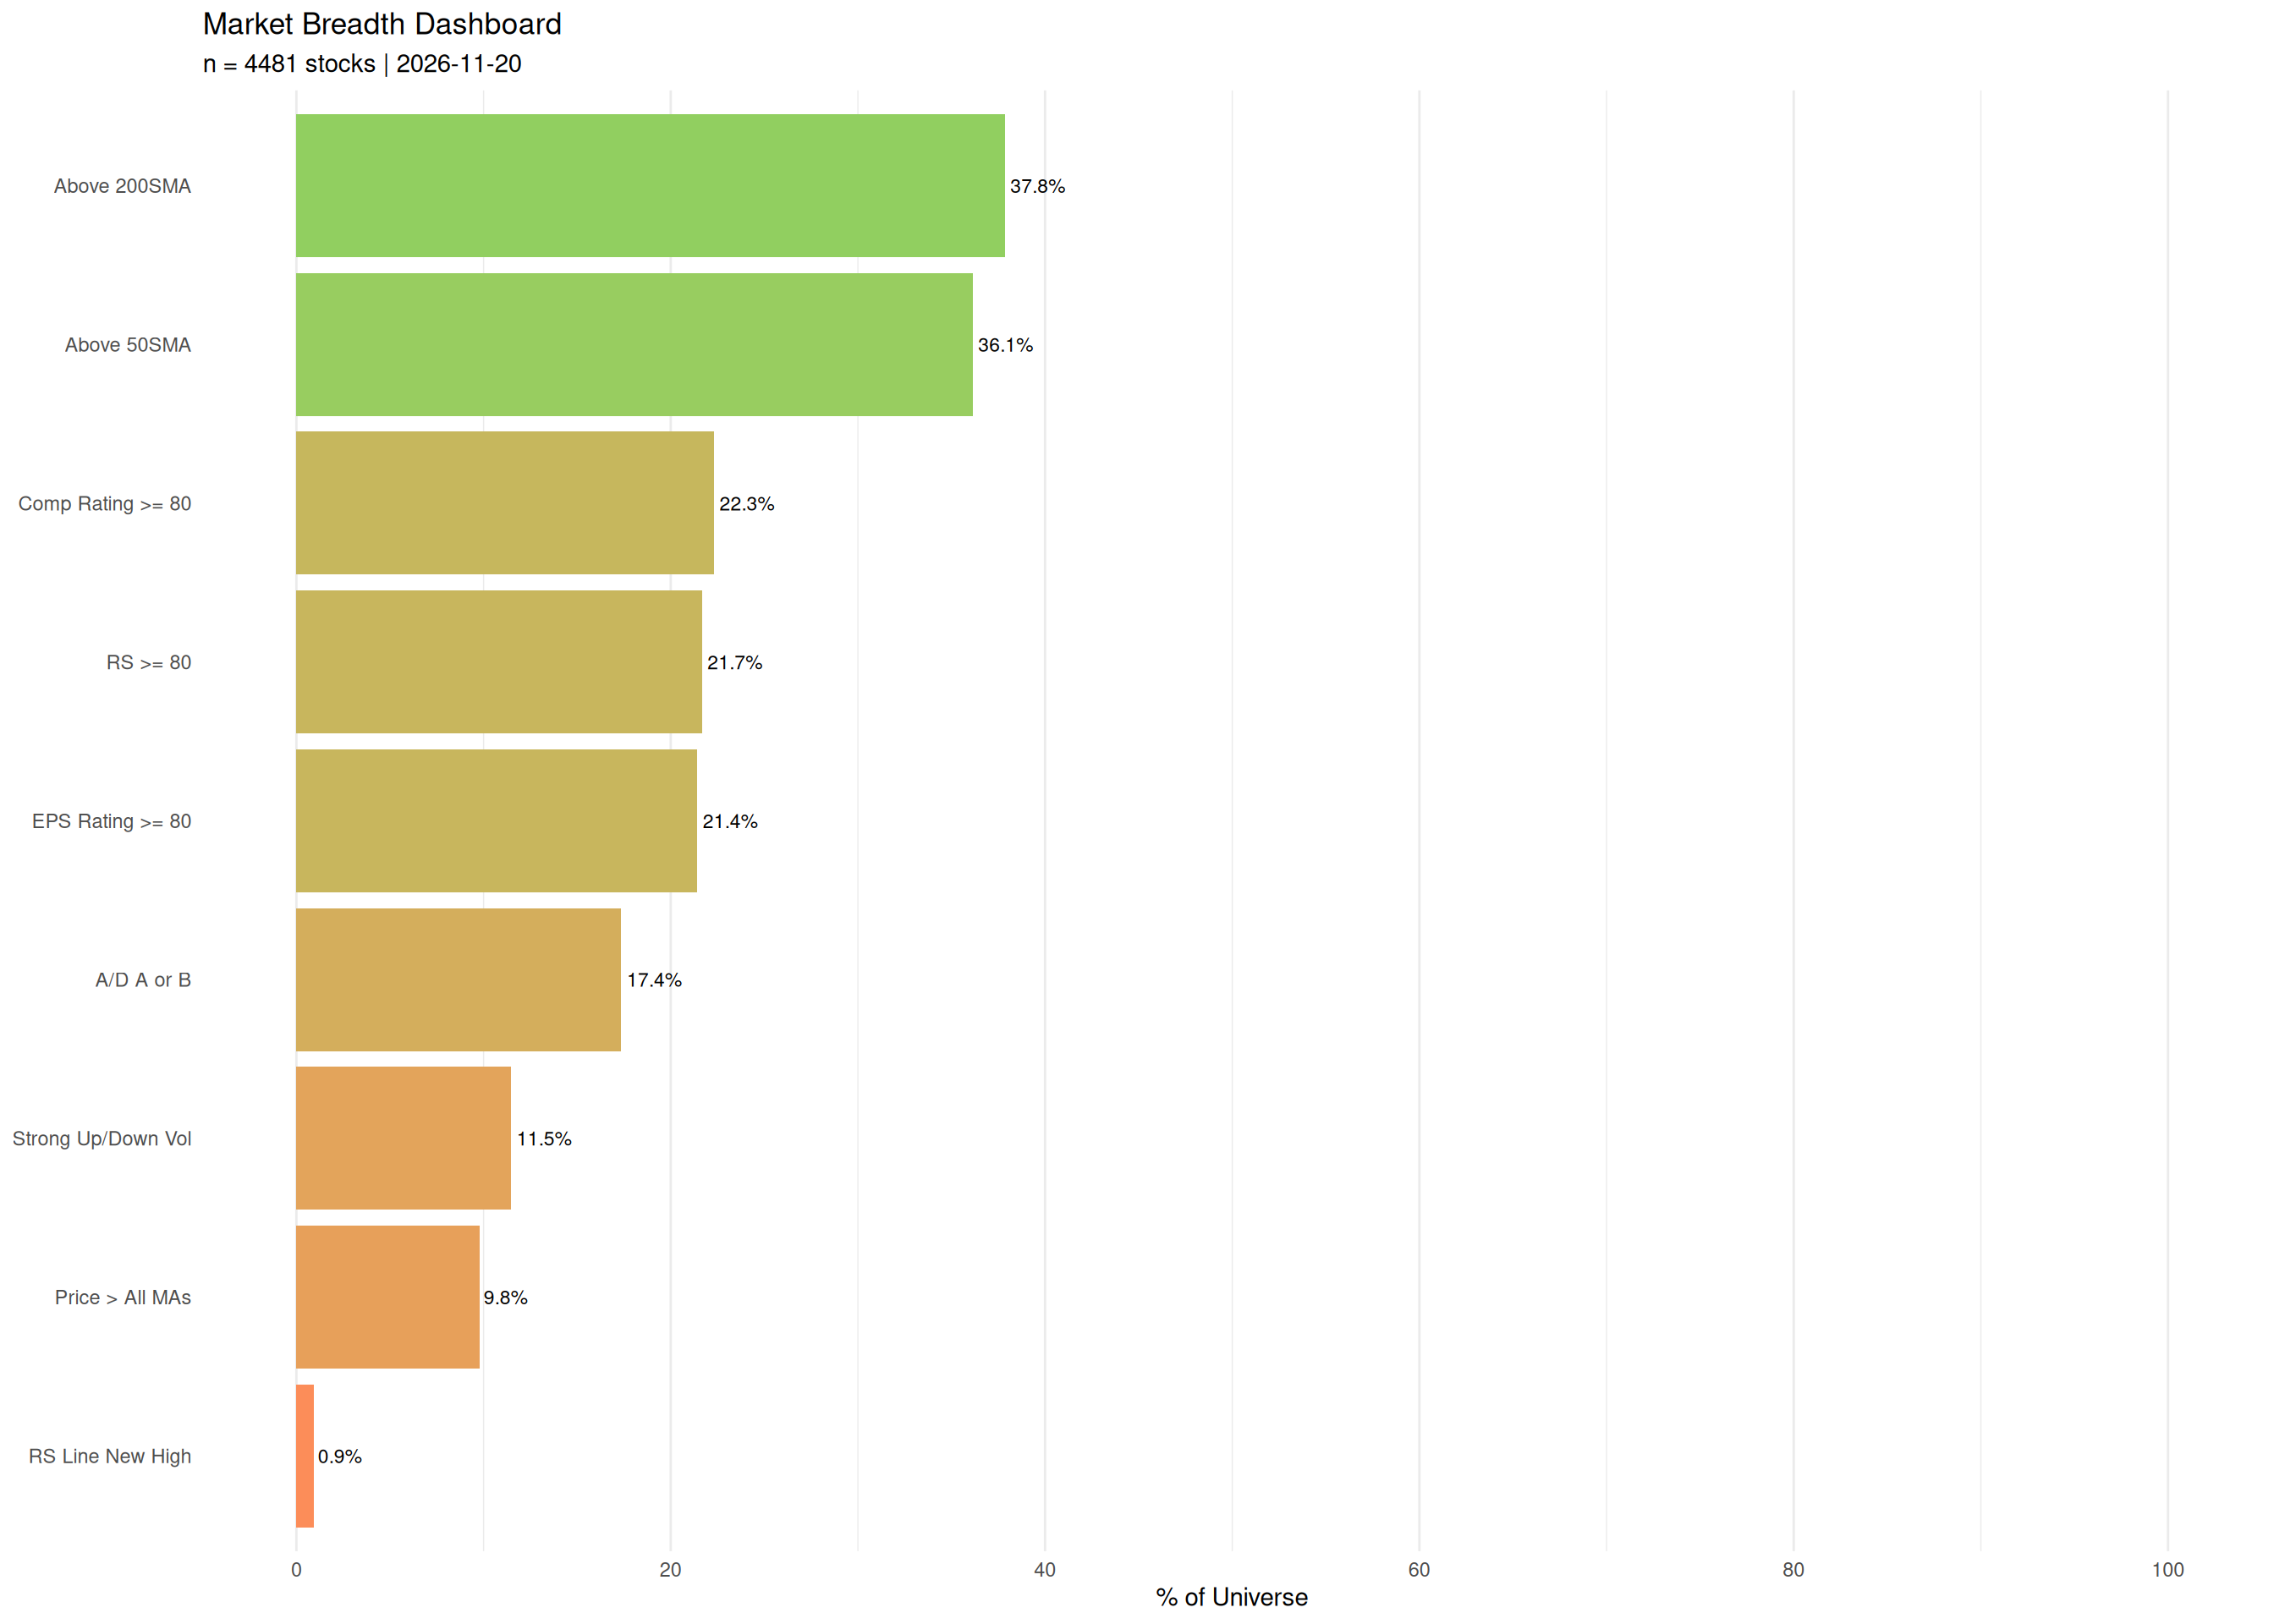 Market Breadth Dashboard
n = 4481 stocks | 2026-11-20
Above 200SMA 37.8%
Above 50SMA 36.1%
Comp Rating >= 80 22.3%
RS >= 80 21.7%
EPS Rating >= 80 21.4%
A/D A or B 17.4%
Strong Up/Down Vol 11.5%
Price > All MAs 9.8%
RS Line New High 0.9%
0 20 40 60 80 100
% of Universe